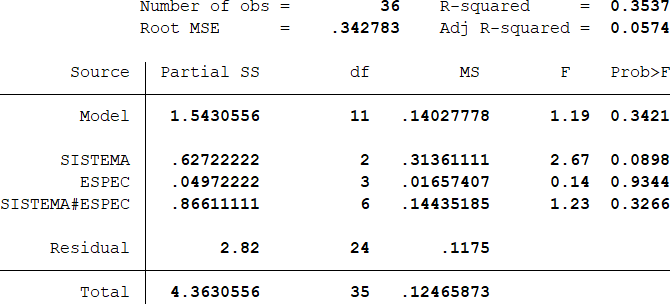 Number of obs = 36 R-squared = 0.3537
Root MSE = .342783 Adj R-squared = 0.0574
Source Partial SS df MS F Prob>F
Model 1.5430556 11 .14027778 1.19 0.3421
SISTEMA .62722222 2 .31361111 2.67 0.0898
ESPEC .04972222 3 .01657407 0.14 0.9344
SISTEMA#ESPEC .86611111 6 .14435185 1.23 0.3266
Residual 2.82 24 .1175
Total 4.3630556 35 .12465873